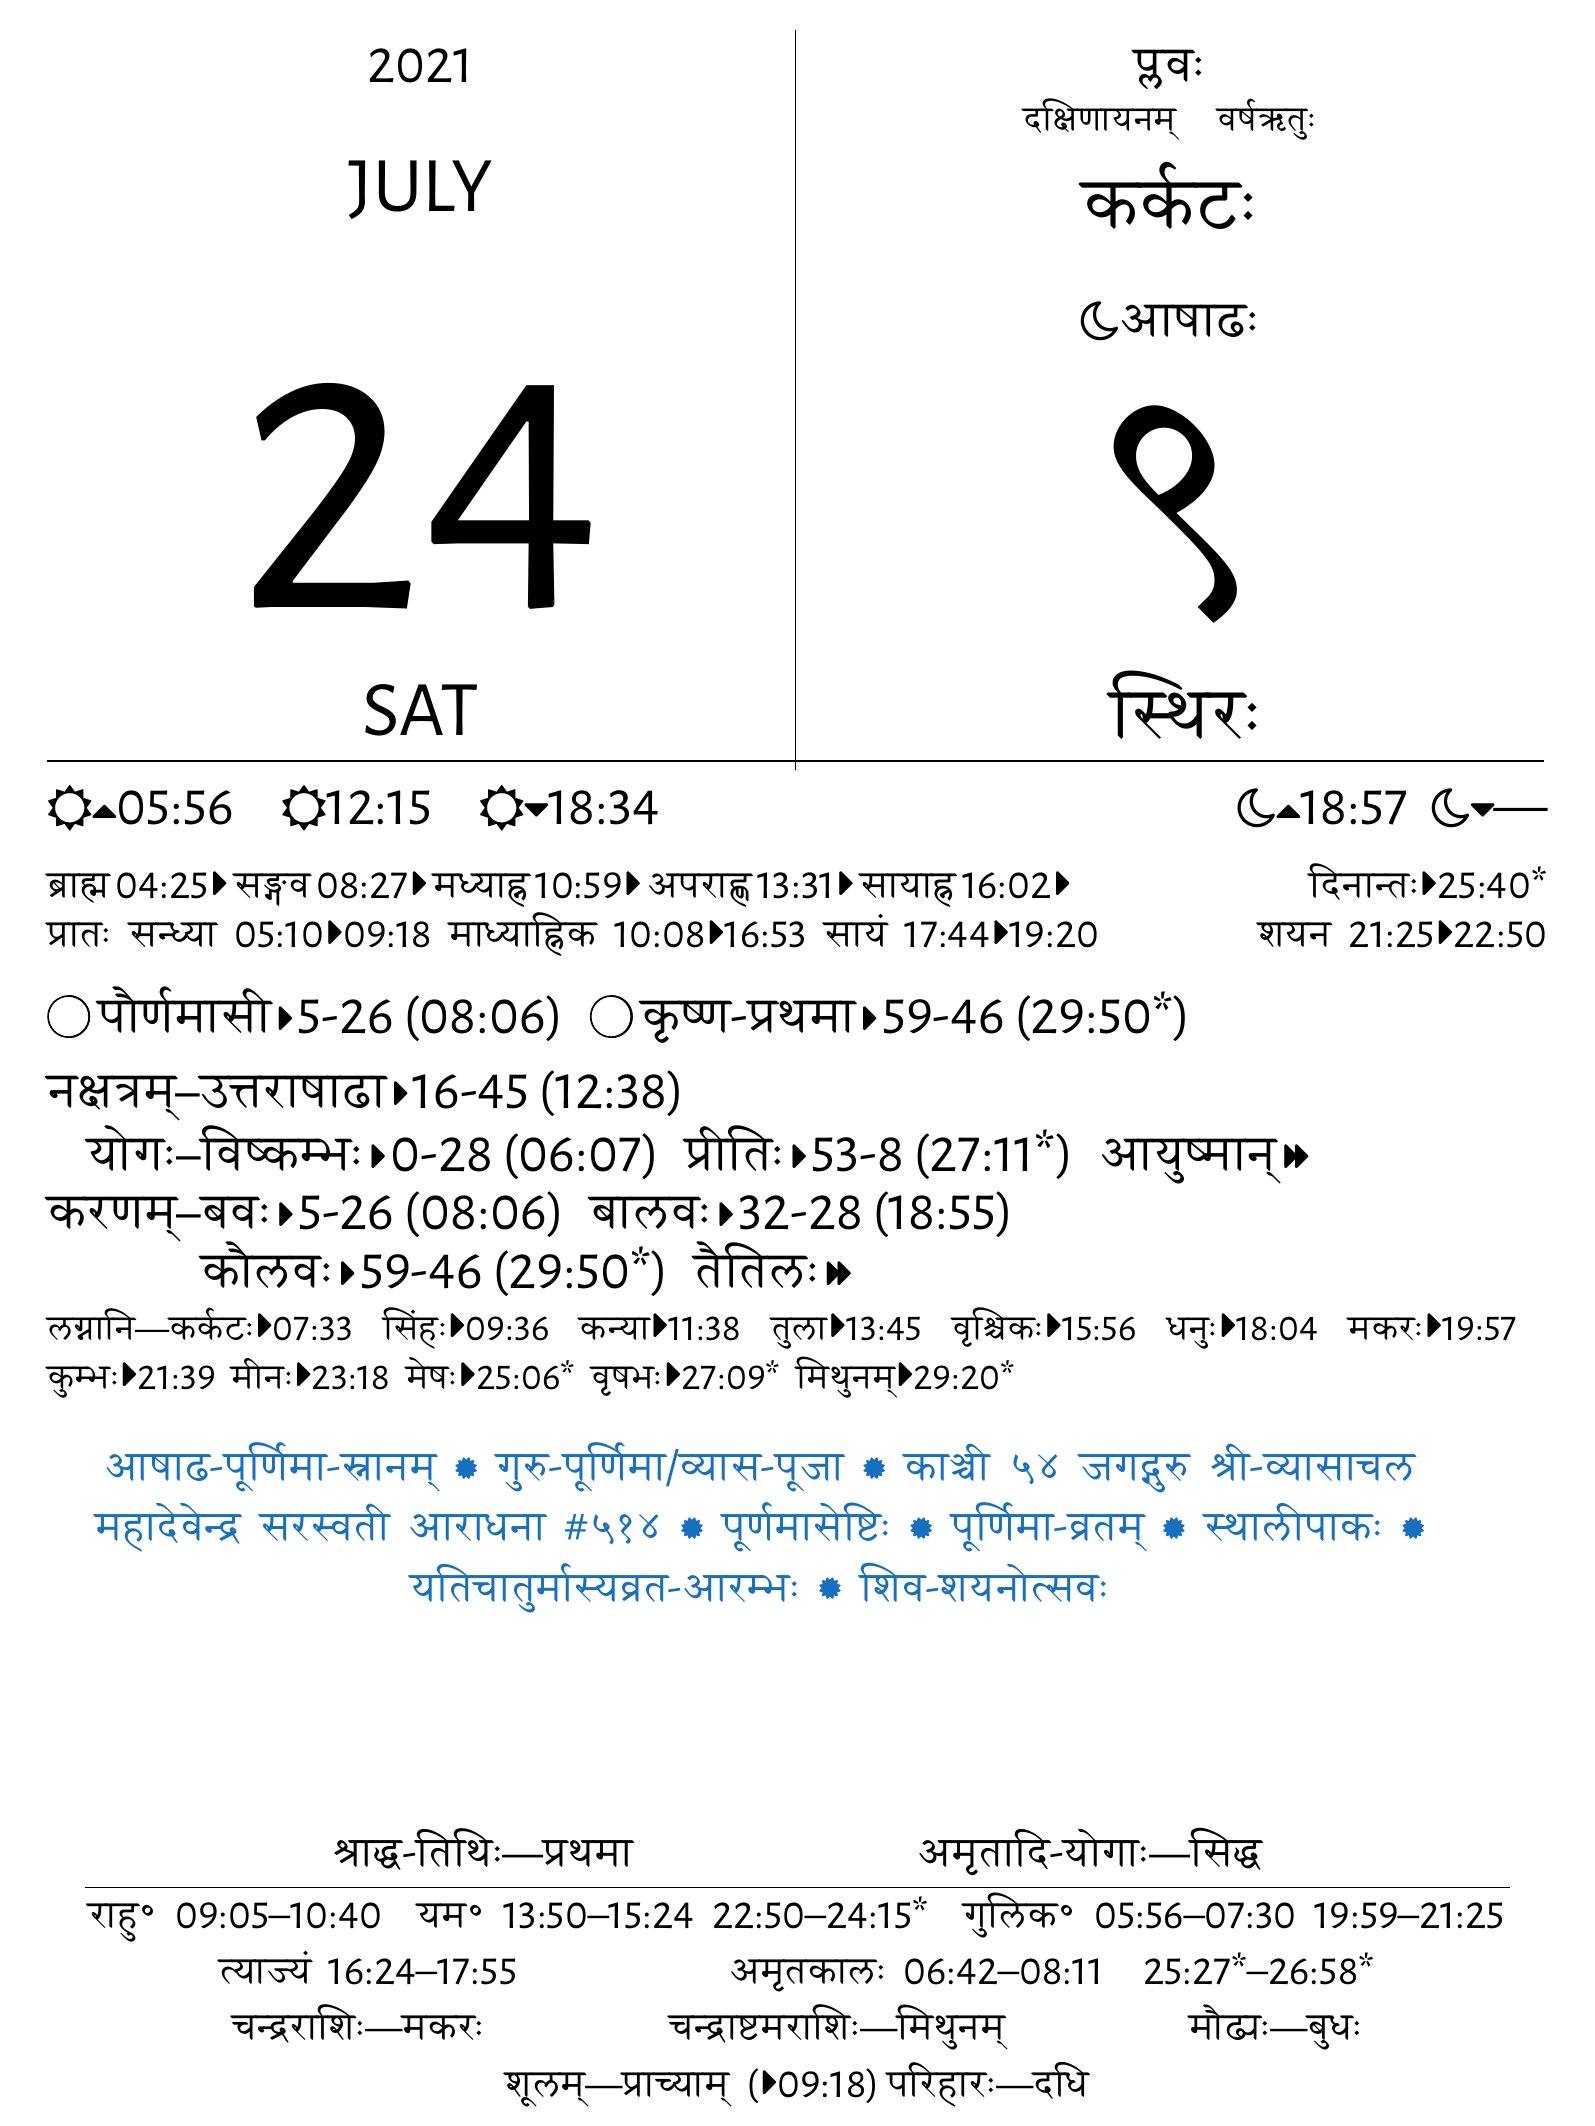 2021
JULY
24
SAT
प्लवः
दक्षिणायनम् वर्षऋतुः
कर्कटः
आषाढः
९
स्थिरः
05:56 12:15 18:34 18:57 —
ब्राह्म 04:25 सङ्गव 08:27 मध्याह्न 10:59 अपराह्ण 13:31 सायाह्न 16:02 दिनान्तः 25:40*
प्रातः सन्ध्या 05:10 09:18 माध्याह्निक 10:08 16:53 सायं 17:44 19:20 शयन 21:25 22:50
पौर्णमासी 5-26 (08:06) कृष्ण-प्रथमा 59-46 (29:50*)
नक्षत्रम्–उत्तराषाढा 16-45 (12:38)
योगः–विष्कम्भः 0-28 (06:07) प्रीतिः 53-8 (27:11*) आयुष्मान्
करणम्–बवः 5-26 (08:06) बालवः 32-28 (18:55)
कौलवः 59-46 (29:50*) तैतिलः
लग्नानि—कर्कटः 07:33 सिंहः 09:36 कन्या 11:38 तुला 13:45 वृश्चिकः 15:56 धनुः 18:04 मकरः 19:57
कुम्भः 21:39 मीनः 23:18 मेषः 25:06* वृषभः 27:09* मिथुनम् 29:20*
आषाढ-पूर्णिमा-स्नानम् ● गुरु-पूर्णिमा/व्यास-पूजा ● काञ्ची ५४ जगद्गुरु श्री-व्यासाचल
महादेवेन्द्र सरस्वती आराधना #५१४ ● पूर्णमासेष्टिः ● पूर्णिमा-व्रतम् ● स्थालीपाकः ●
यतिचातुर्मास्यव्रत-आरम्भः ● शिव-शयनोत्सवः
श्राद्ध-तिथिः—प्रथमा अमृतादि-योगाः—सिद्ध
राहु॰ 09:05–10:40 यम॰ 13:50–15:24 22:50–24:15* गुलिक॰ 05:56–07:30 19:59–21:25
त्याज्यं 16:24–17:55 अमृतकालः 06:42–08:11 25:27*–26:58*
चन्द्रराशिः—मकरः चन्द्राष्टमराशिः—मिथुनम् मौढ्यः—बुधः
शूलम्—प्राच्याम् (09:18) परिहारः—दधि